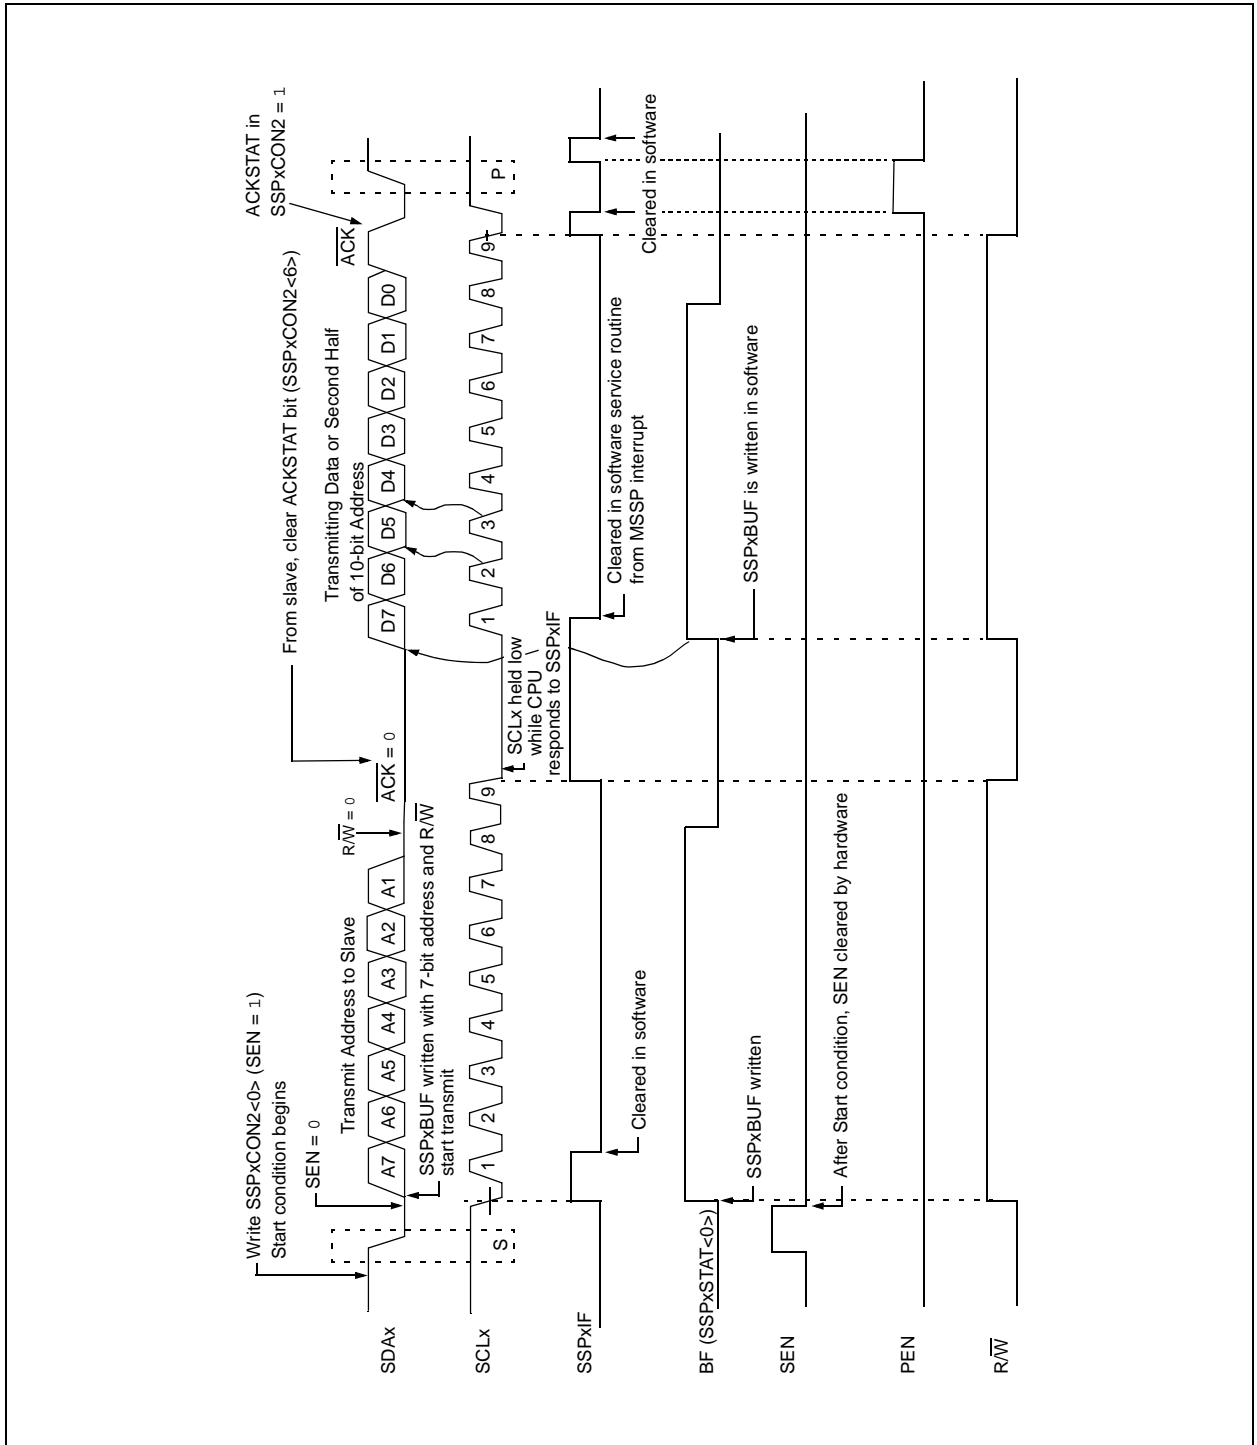 Write SSPxCON2<0> (SEN = 1)
Start condition begins
SEN = 0
Transmit Address to Slave
R/W = 0
From slave, clear ACKSTAT bit (SSPxCON2<6>)
ACK = 0
Transmitting Data or Second Half
of 10-bit Address
ACK
ACKSTAT in
SSPxCON2 = 1
SDAx
A7 A6 A5 A4 A3 A2 A1
D7 D6 D5 D4 D3 D2 D1 D0
SSPxBUF written with 7-bit address and R/W
start transmit
SCLx
S
1 2 3 4 5 6 7 8 9
1 2 3 4 5 6 7 8 9
P
SCLx held low
while CPU
responds to SSPxIF
SSPxIF
Cleared in software
Cleared in software service routine
from MSSP interrupt
Cleared in software
Cleared in software
BF (SSPxSTAT<0>)
SSPxBUF written
SSPxBUF is written in software
SEN
After Start condition, SEN cleared by hardware
PEN
R/W